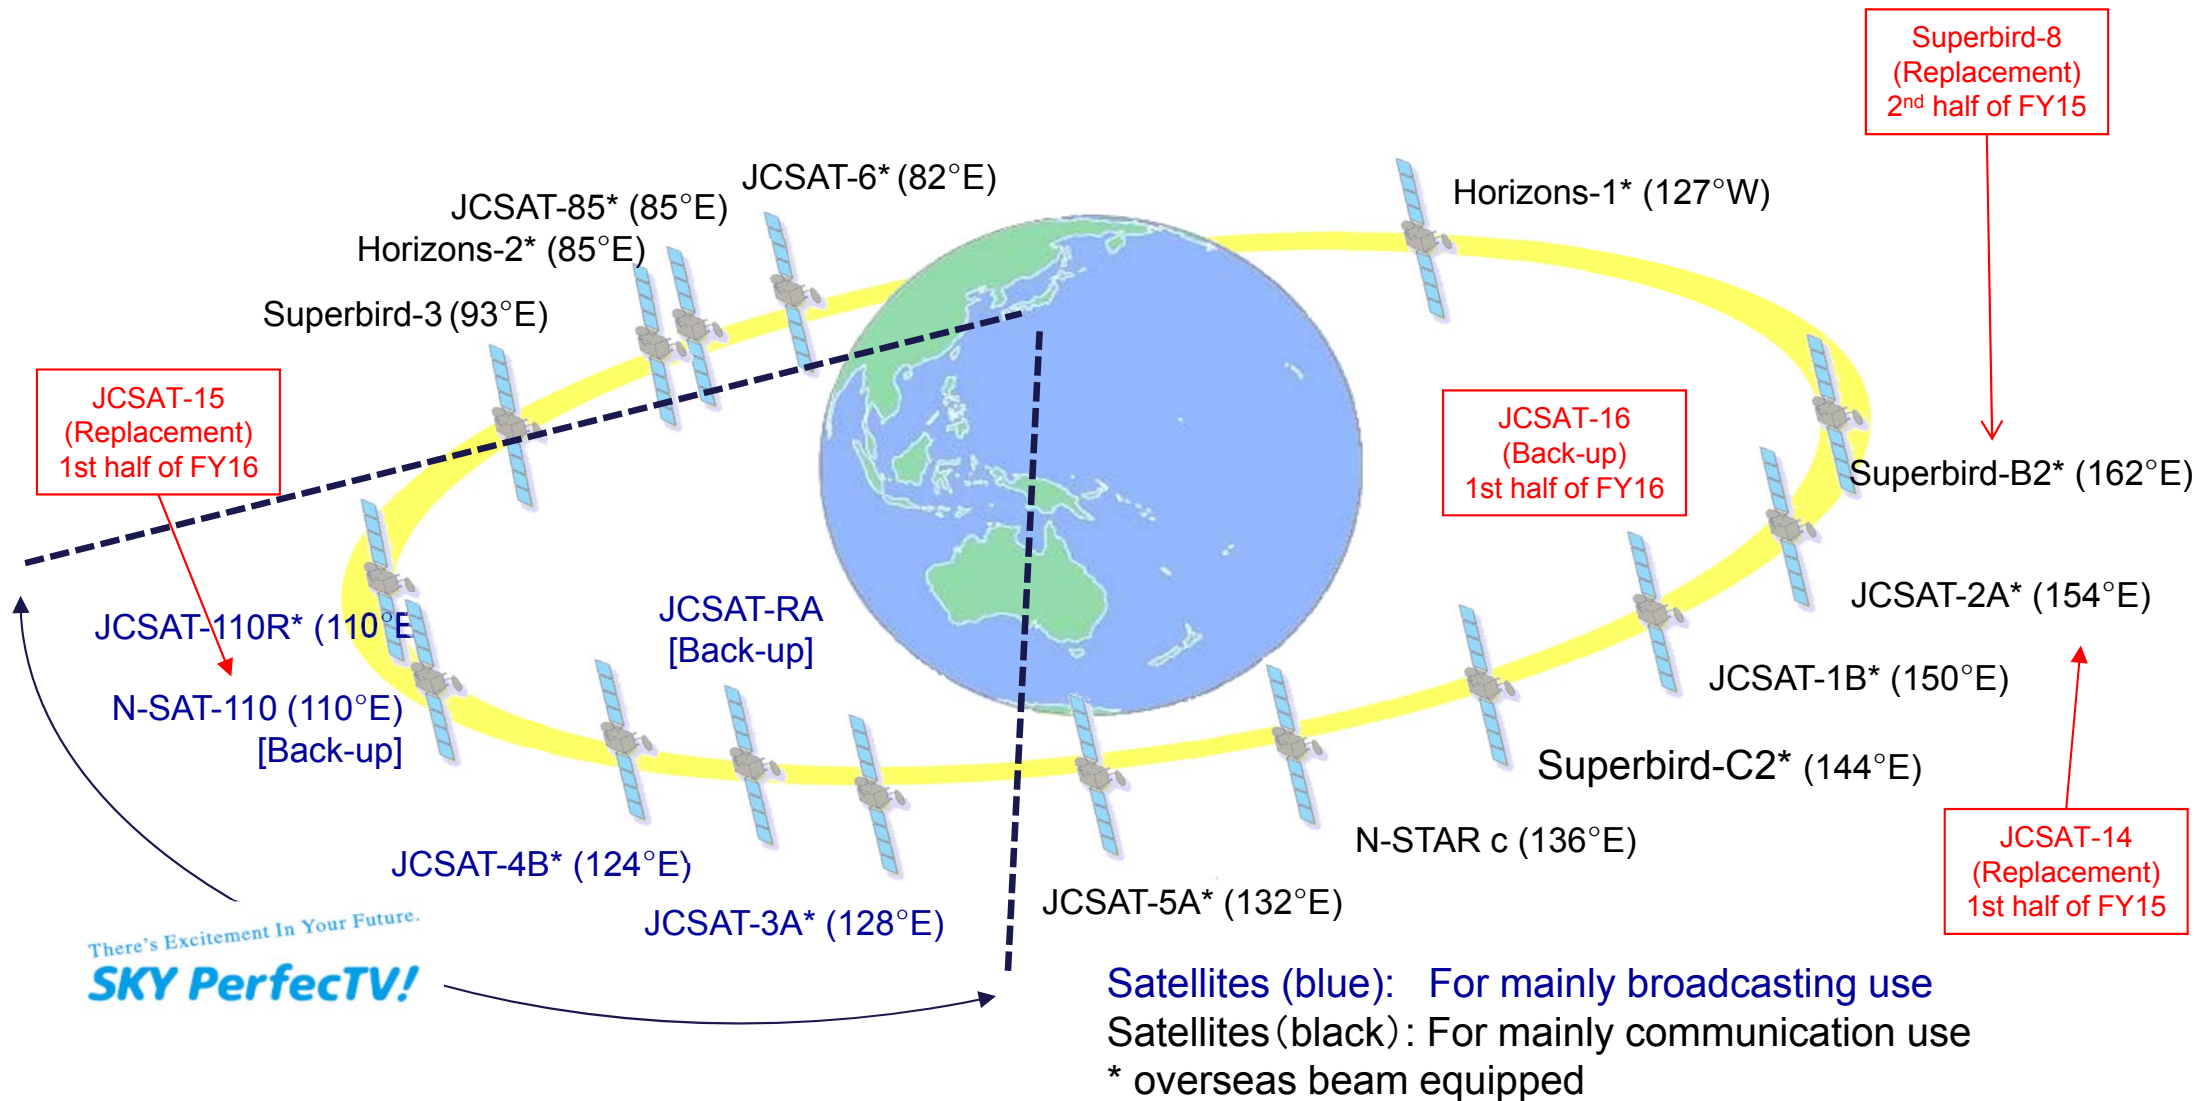 Superbird-8
(Replacement)
2nd half of FY15
JCSAT-6* (82°E)
Horizons-1* (127°W)
JCSAT-85* (85°E)
Horizons-2* (85°E)
Superbird-3 (93°E)
JCSAT-15
(Replacement)
1st half of FY16
JCSAT-16
(Back-up)
1st half of FY16
Superbird-B2* (162°E)
JCSAT-110R* (110°E
JCSAT-RA
[Back-up]
JCSAT-2A* (154°E)
N-SAT-110 (110°E)
[Back-up]
JCSAT-1B* (150°E)
Superbird-C2* (144°E)
N-STAR c (136°E)
JCSAT-14
(Replacement)
1st half of FY15
JCSAT-4B* (124°E)
JCSAT-3A* (128°E)
JCSAT-5A* (132°E)
There's Excitement In Your Future.
SKY PerfecTV!
Satellites (blue): For mainly broadcasting use
Satellites（black）: For mainly communication use
* overseas beam equipped